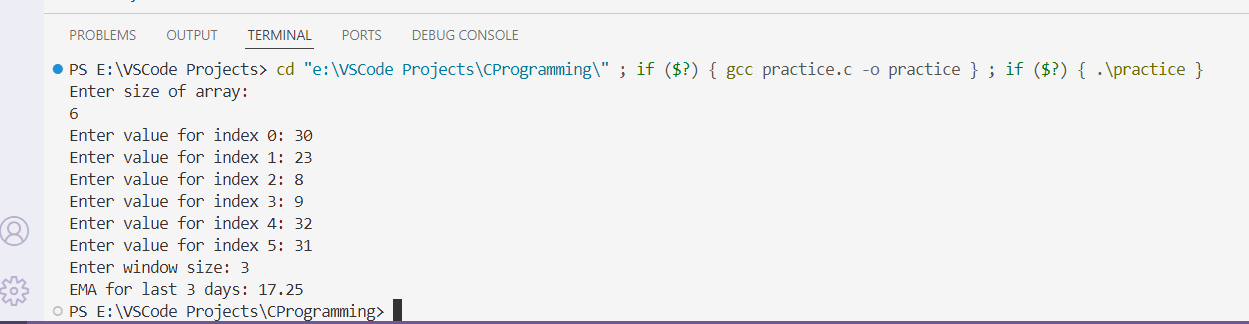 PROBLEMS OUTPUT TERMINAL PORTS DEBUG CONSOLE
PS E:\VSCode Projects> cd "e:\VSCode Projects\CProgramming\" ; if ($?) { gcc practice.c -o practice } ; if ($?) { .\practice }
Enter size of array:
6
Enter value for index 0: 30
Enter value for index 1: 23
Enter value for index 2: 8
Enter value for index 3: 9
Enter value for index 4: 32
Enter value for index 5: 31
Enter window size: 3
EMA for last 3 days: 17.25
PS E:\VSCode Projects\CProgramming>